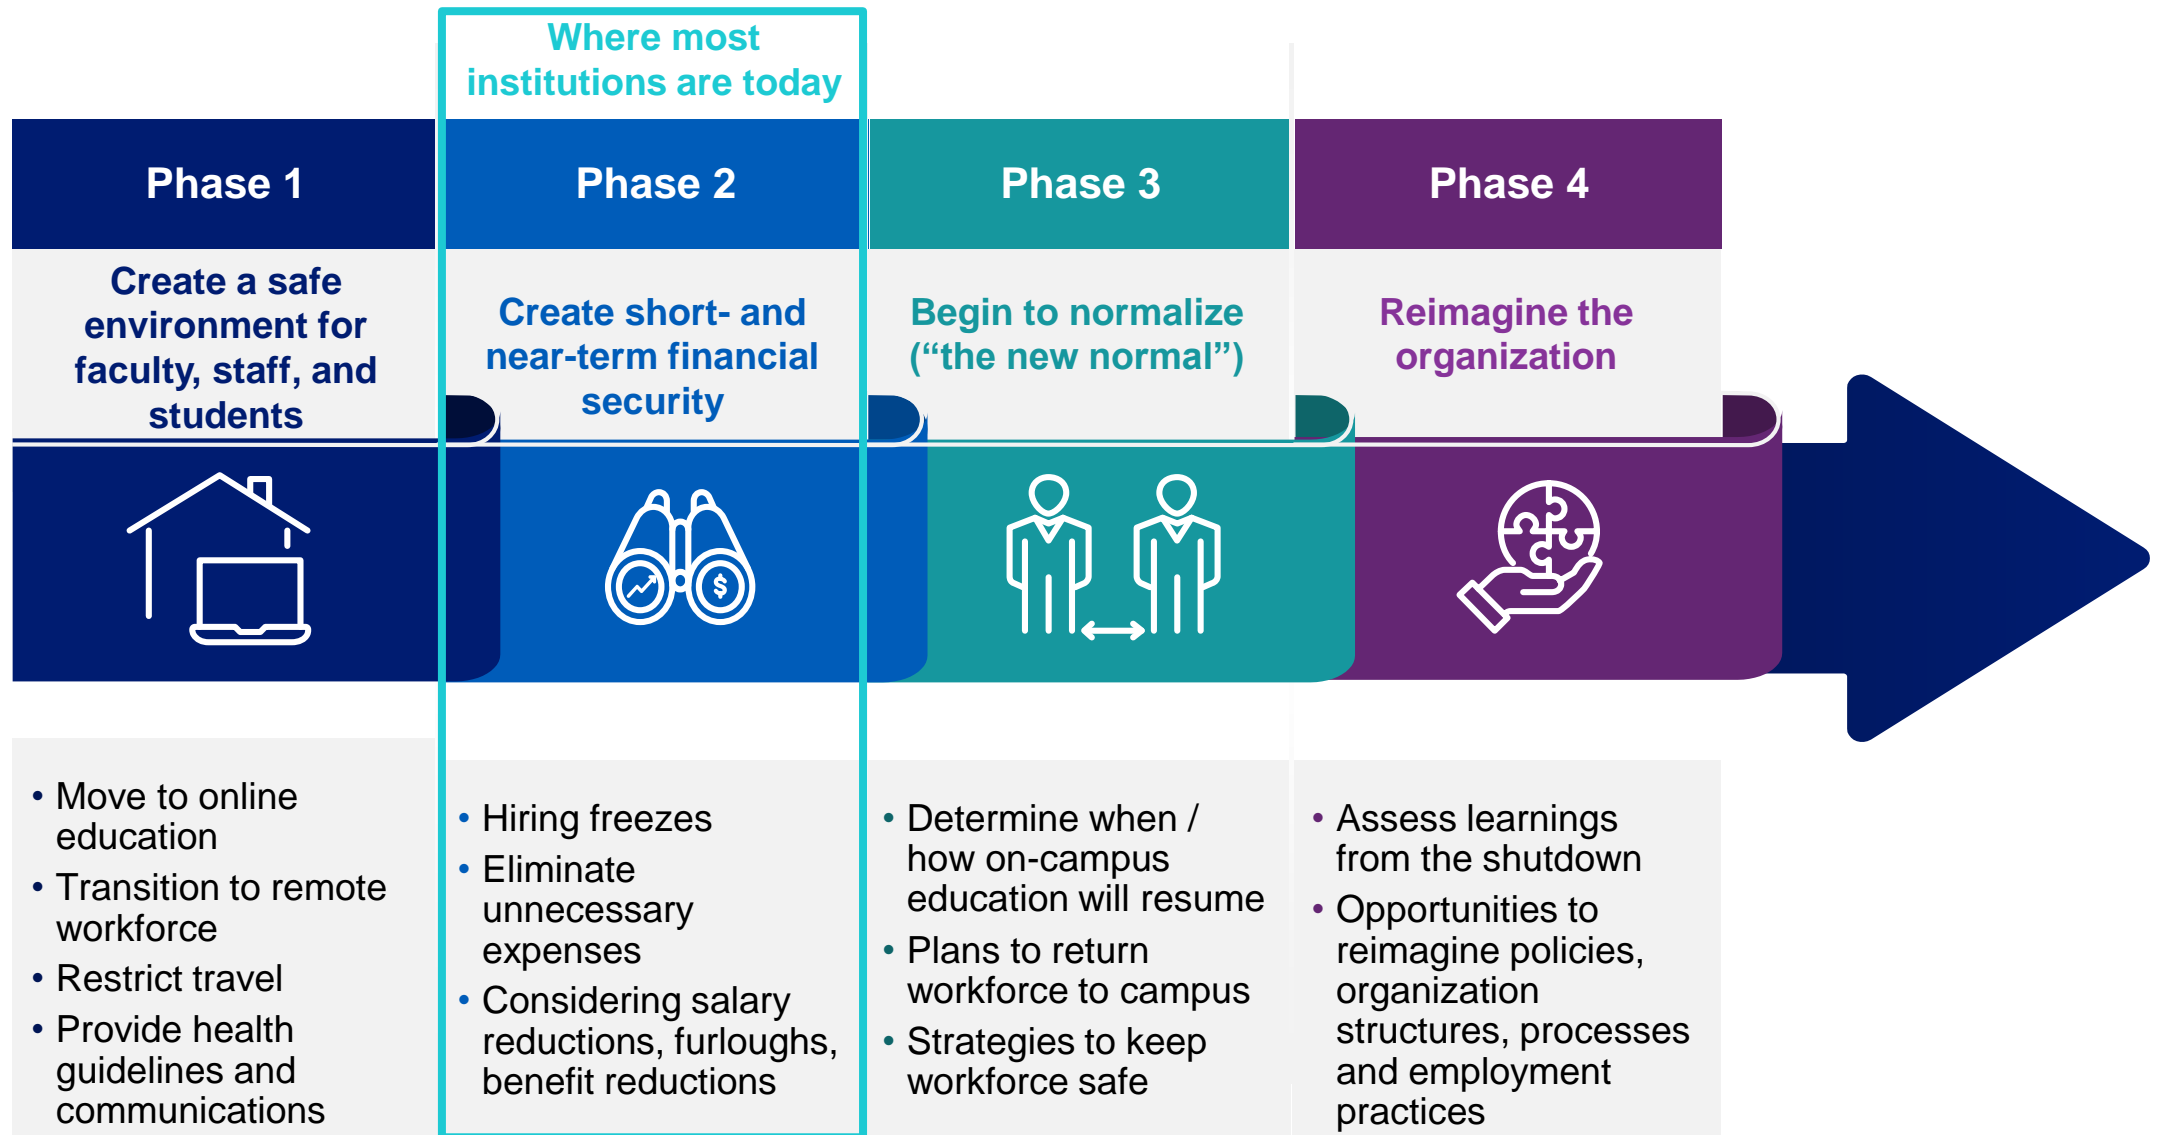 Where most
institutions are today
Phase 1
Phase 2
Phase 3
Phase 4
Create a safe
environment for
faculty, staff, and
students
Create short- and
near-term financial
security
Begin to normalize
(“the new normal”)
Reimagine the
organization
$
• Move to online
education
• Transition to remote
workforce
• Restrict travel
• Provide health
guidelines and
communications
• Hiring freezes
• Eliminate
unnecessary
expenses
• Considering salary
reductions, furloughs,
benefit reductions
• Determine when /
how on-campus
education will resume
• Plans to return
workforce to campus
• Strategies to keep
workforce safe
• Assess learnings
from the shutdown
• Opportunities to
reimagine policies,
organization
structures, processes
and employment
practices